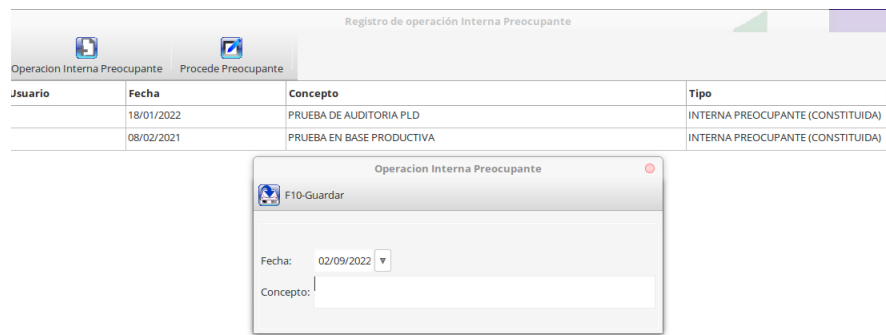 Registro de operación Interna Preocupante
Operacion Interna Preocupante Procede Preocupante
Usuario Fecha Concepto Tipo
18/01/2022 PRUEBA DE AUDITORIA PLD INTERNA PREOCUPANTE (CONSTITUIDA)
08/02/2021 PRUEBA EN BASE PRODUCTIVA INTERNA PREOCUPANTE (CONSTITUIDA)
Operacion Interna Preocupante
F10-Guardar
Fecha: 02/09/2022
Concepto: